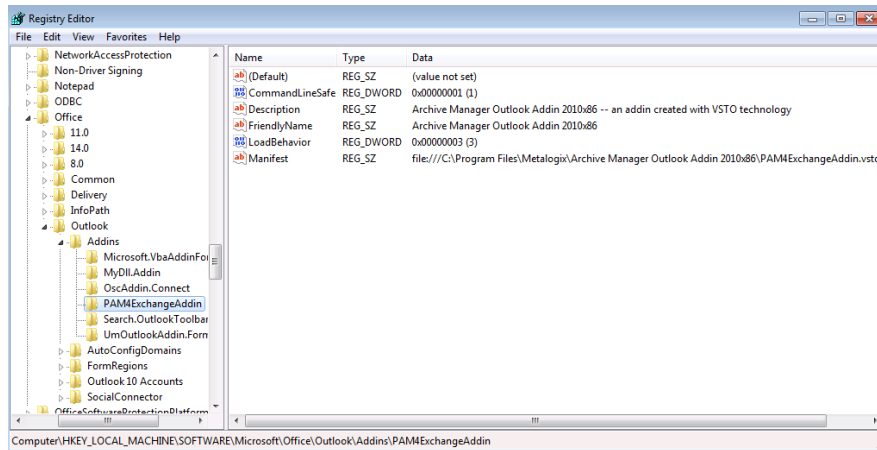 Registry Editor
File Edit View Favorites Help
NetworkAccessProtection
Non-Driver Signing
Notepad
ODBC
Office
11.0
14.0
8.0
Common
Delivery
InfoPath
Outlook
Addins
Microsoft.VbaAddinFor
MyDll.Addin
OscAddin.Connect
PAM4ExchangeAddin
Search.OutlookToolbar
UmOutlookAddin.Form
AutoConfigDomains
FormRegions
Outlook 10 Accounts
SocialConnector
OfficeSoftwareProtectionPlatform
Name Type Data
(Default) REG_SZ (value not set)
CommandLineSafe REG_DWORD 0x00000001 (1)
Description REG_SZ Archive Manager Outlook Addin 2010x86 -- an addin created with VSTO technology
FriendlyName REG_SZ Archive Manager Outlook Addin 2010x86
LoadBehavior REG_DWORD 0x00000003 (3)
Manifest REG_SZ file:///C:\Program Files\Metalogix\Archive Manager Outlook Addin 2010x86\PAM4ExchangeAddin.vsto
Computer\HKEY_LOCAL_MACHINE\SOFTWARE\Microsoft\Office\Outlook\Addins\PAM4ExchangeAddin